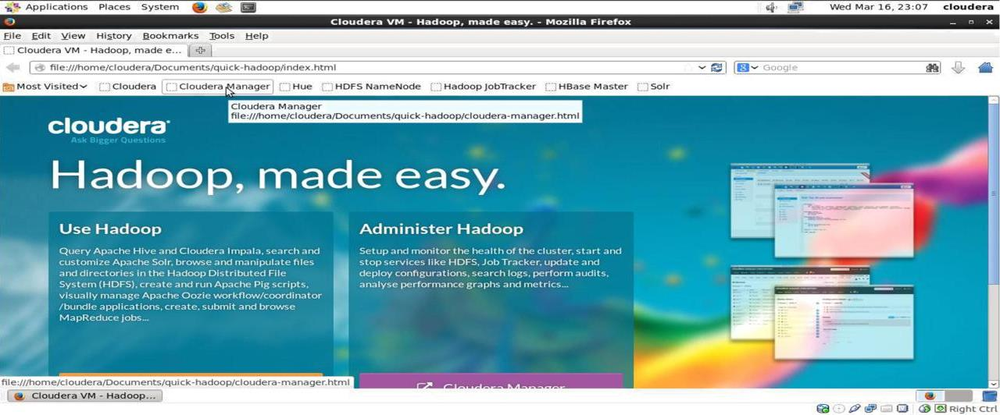 Applications Places System Wed Mar 16, 23:07 cloudera
Cloudera VM - Hadoop, made easy. - Mozilla Firefox
File Edit View History Bookmarks Tools Help
Cloudera VM - Hadoop, made e...
file:///home/cloudera/Documents/quick-hadoop/index.html Google
Most Visited Cloudera Cloudera Manager Hue HDFS NameNode Hadoop JobTracker HBase Master Solr
Cloudera Manager
file:///home/cloudera/Documents/quick-hadoop/cloudera-manager.html
cloudera
Ask Bigger Questions
Hadoop, made easy.
Use Hadoop
Query Apache Hive and Cloudera Impala, search and
customize Apache Solr, browse and manipulate files
and directories in the Hadoop Distributed File
System (HDFS), create and run Apache Pig scripts,
visually manage Apache Oozie workflow/coordinator
/bundle applications, create, submit and browse
MapReduce jobs...
Administer Hadoop
Setup and monitor the health of the cluster, start and
stop services like HDFS, Job Tracker, update and
deploy configurations, search logs, perform audits,
analyse performance graphs and metrics...
Cloudera Manager
file:///home/cloudera/Documents/quick-hadoop/cloudera-manager.html
Cloudera VM - Hadoop...
Right Ctrl